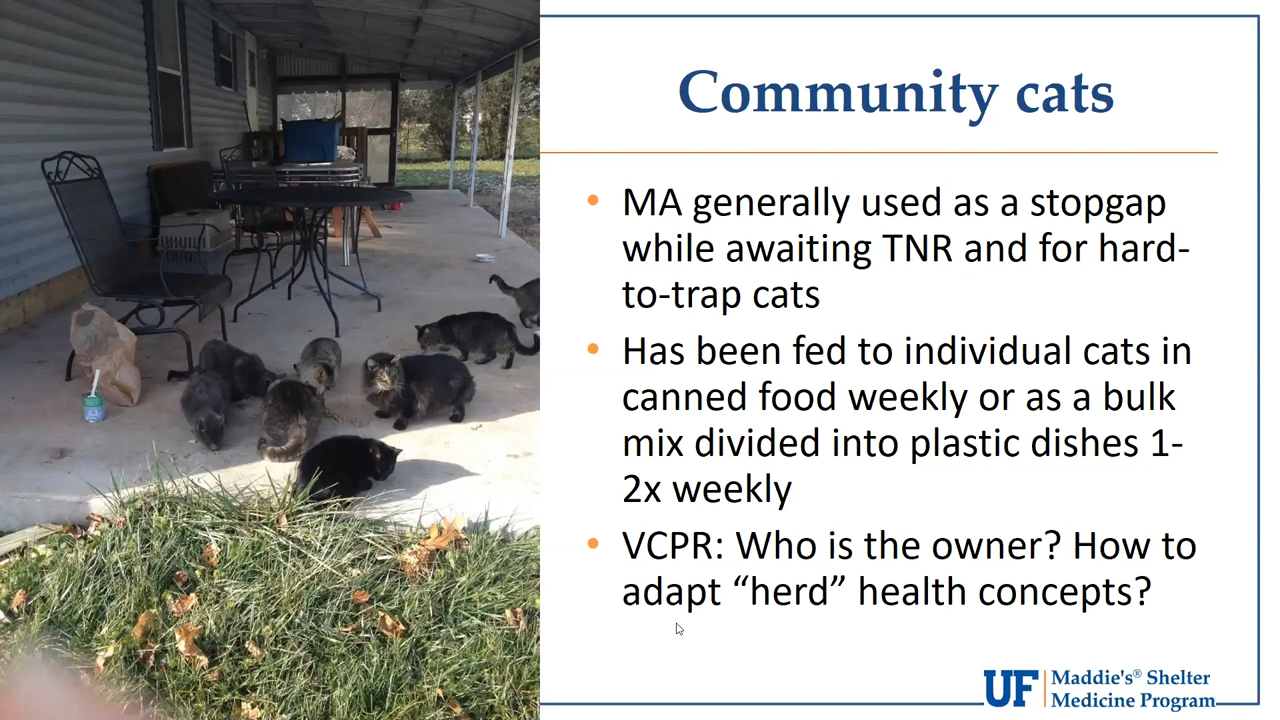 Community cats
• MA generally used as a stopgap
while awaiting TNR and for hard-
to-trap cats
• Has been fed to individual cats in
canned food weekly or as a bulk
mix divided into plastic dishes 1-
2x weekly
• VCPR: Who is the owner? How to
adapt “herd” health concepts?
UF Maddie's® Shelter
Medicine Program